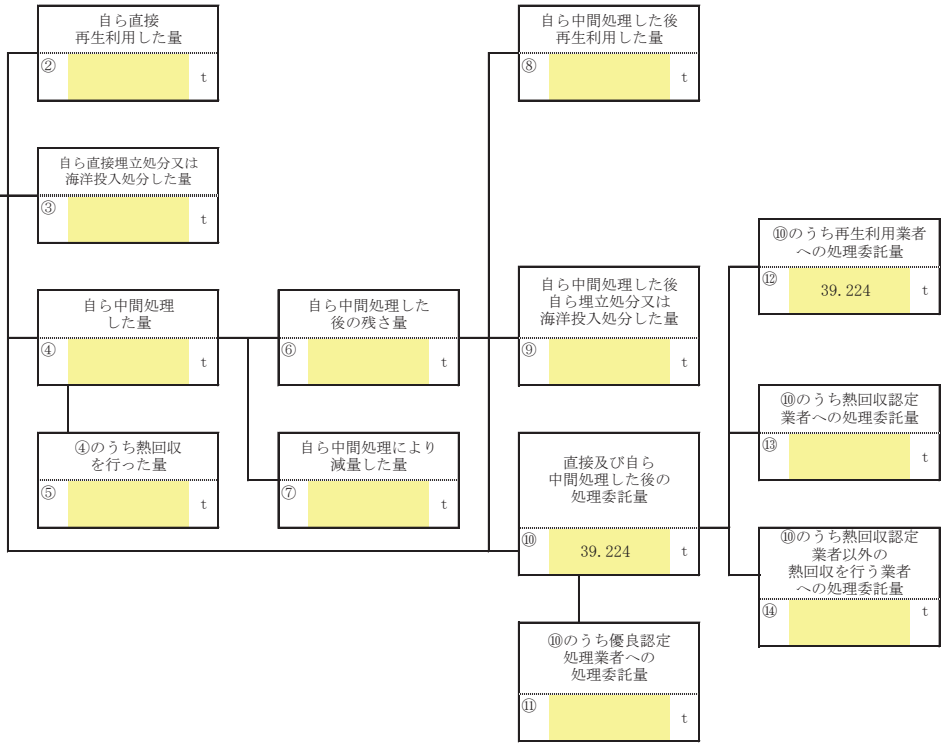 自ら直接
再生利用した量
②
t
自ら直接埋立処分又は
海洋投入処分した量
③
t
自ら中間処理
した量
④
t
④のうち熱回収
を行った量
⑤
t
自ら中間処理した
後の残さ量
⑥
t
自ら中間処理により
減量した量
⑦
t
自ら中間処理した後
再生利用した量
⑧
t
自ら中間処理した後
自ら埋立処分又は
海洋投入処分した量
⑨
t
直接及び自ら
中間処理した後の
処理委託量
⑩ 39.224 t
⑩のうち優良認定
処理業者への
処理委託量
⑪
t
⑩のうち再生利用業者
への処理委託量
⑫ 39.224 t
⑩のうち熱回収認定
業者への処理委託量
⑬
t
⑩のうち熱回収認定
業者以外の
熱回収を行う業者
への処理委託量
⑭
t